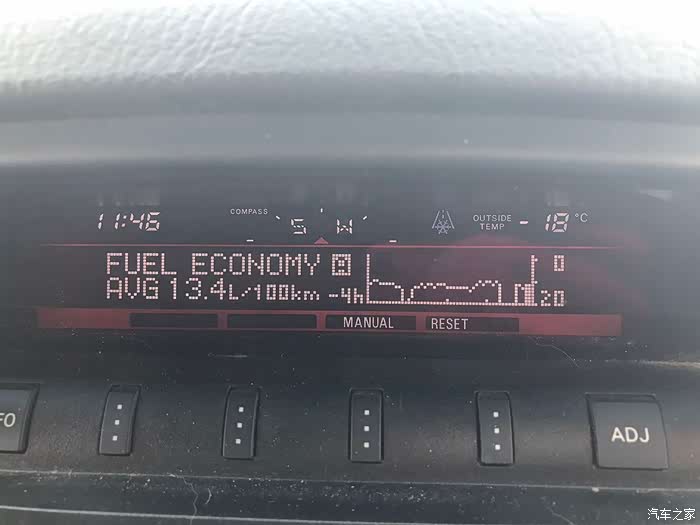 11:46 COMPASS S W OUTSIDE TEMP -18°C
FUEL ECONOMY 0
AVG 13.4L/100km -4h 20
MANUAL RESET
FO ADJ
汽车之家